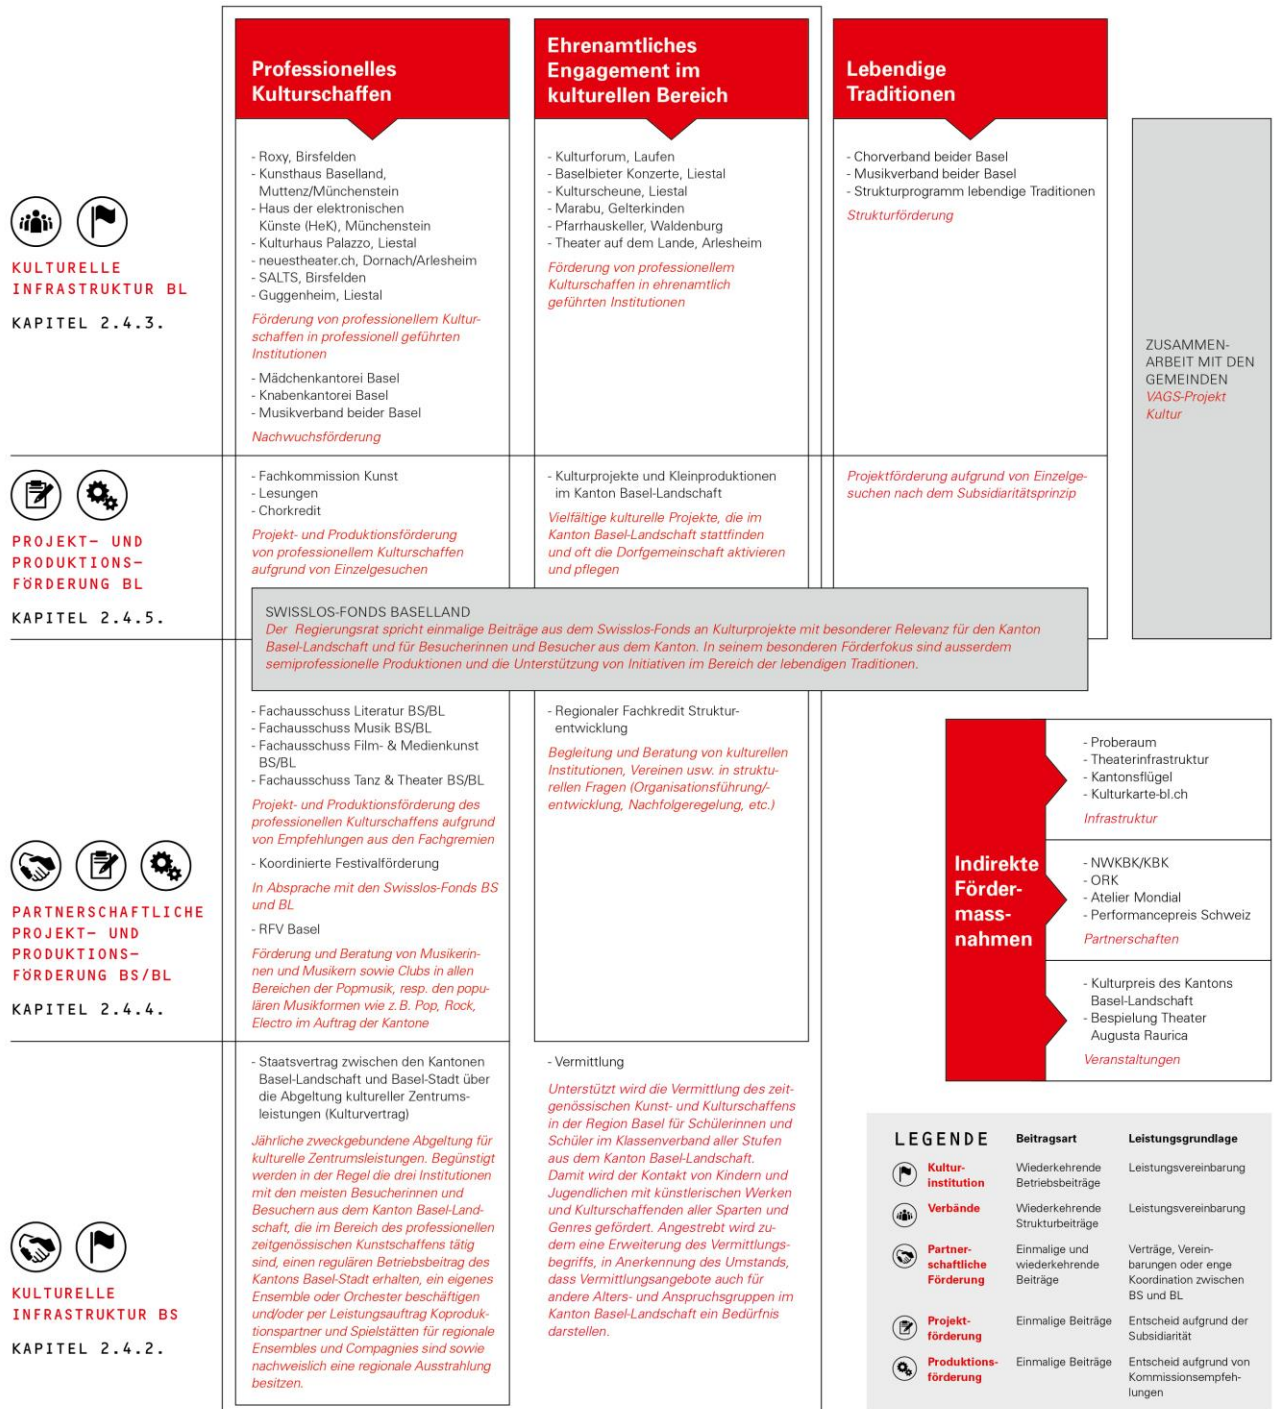 Professionelles
Kulturschaffen
Ehrenamtliches
Engagement im
kulturellen Bereich
Lebendige
Traditionen
KULTURELLE
INFRASTRUKTUR BL
KAPITEL 2.4.3.
- Roxy, Birsfelden
- Kunsthaus Baselland,
Muttenz/Münchenstein
- Haus der elektronischen
Künste (HeK), Münchenstein
- Kulturhaus Palazzo, Liestal
- neuestheater.ch, Dornach/Arlesheim
- SALTS, Birsfelden
- Guggenheim, Liestal
Förderung von professionellem Kultur-
schaffen in professionell geführten
Institutionen
- Mädchenkantorei Basel
- Knabenkantorei Basel
- Musikverband beider Basel
Nachwuchsförderung
- Kulturforum, Laufen
- Baselbieter Konzerte, Liestal
- Kulturscheune, Liestal
- Marabu, Gelterkinden
- Pfarrhauskeller, Waldenburg
- Theater auf dem Lande, Arlesheim
Förderung von professionellem
Kulturschaffen in ehrenamtlich
geführten Institutionen
- Chorverband beider Basel
- Musikverband beider Basel
- Strukturprogramm lebendige Traditionen
Strukturförderung
ZUSAMMEN-
ARBEIT MIT DEN
GEMEINDEN
VAGS-Projekt
Kultur
PROJEKT- UND
PRODUKTIONS-
FÖRDERUNG BL
KAPITEL 2.4.5.
- Fachkommission Kunst
- Lesungen
- Chorkredit
Projekt- und Produktionsförderung
von professionellem Kulturschaffen
aufgrund von Einzelgesuchen
- Kulturprojekte und Kleinproduktionen
im Kanton Basel-Landschaft
Vielfältige kulturelle Projekte, die im
Kanton Basel-Landschaft stattfinden
und oft die Dorfgemeinschaft aktivieren
und pflegen
Projektförderung aufgrund von Einzelge-
suchen nach dem Subsidiaritätsprinzip
SWISSLOS-FONDS BASELLAND
Der Regierungsrat spricht einmalige Beiträge aus dem Swisslos-Fonds an Kulturprojekte mit besonderer Relevanz für den Kanton
Basel-Landschaft und für Besucherinnen und Besucher aus dem Kanton. In seinem besonderen Förderfokus sind ausserdem
semiprofessionelle Produktionen und die Unterstützung von Initiativen im Bereich der lebendigen Traditionen.
PARTNERSCHAFTLICHE
PROJEKT- UND
PRODUKTIONS-
FÖRDERUNG BS/BL
KAPITEL 2.4.4.
- Fachausschuss Literatur BS/BL
- Fachausschuss Musik BS/BL
- Fachausschuss Film- & Medienkunst
BS/BL
- Fachausschuss Tanz & Theater BS/BL
Projekt- und Produktionsförderung des
professionellen Kulturschaffens aufgrund
von Empfehlungen aus den Fachgremien
- Koordinierte Festivalförderung
In Absprache mit den Swisslos-Fonds BS
und BL
- RFV Basel
Förderung und Beratung von Musikerin-
nen und Musikern sowie Clubs in allen
Bereichen der Popmusik, resp. den popu-
lären Musikformen wie z. B. Pop, Rock,
Electro im Auftrag der Kantone
- Regionaler Fachkredit Struktur-
entwicklung
Begleitung und Beratung von kulturellen
Institutionen, Vereinen usw. in struktu-
rellen Fragen (Organisationsführung/-
entwicklung, Nachfolgeregelung, etc.)
Indirekte
Förder-
mass-
nahmen
- Proberaum
- Theaterinfrastruktur
- Kantonsflügel
- Kulturkarte-bl.ch
Infrastruktur
- NWKBK/KBK
- ORK
- Atelier Mondial
- Performancepreis Schweiz
Partnerschaften
- Kulturpreis des Kantons
Basel-Landschaft
- Bespielung Theater
Augusta Raurica
Veranstaltungen
KULTURELLE
INFRASTRUKTUR BS
KAPITEL 2.4.2.
- Staatsvertrag zwischen den Kantonen
Basel-Landschaft und Basel-Stadt über
die Abgeltung kultureller Zentrums-
leistungen (Kulturvertrag)
Jährliche zweckgebundene Abgeltung für
kulturelle Zentrumsleistungen. Begünstigt
werden in der Regel die drei Institutionen
mit den meisten Besucherinnen und
Besuchern aus dem Kanton Basel-Land-
schaft, die im Bereich des professionellen
zeitgenössischen Kunstschaffens tätig
sind, einen regulären Betriebsbeitrag des
Kantons Basel-Stadt erhalten, ein eigenes
Ensemble oder Orchester beschäftigen
und/oder per Leistungsauftrag Koproduk-
tionspartner und Spielstätten für regionale
Ensembles und Compagnies sind sowie
nachweislich eine regionale Ausstrahlung
besitzen.
- Vermittlung
Unterstützt wird die Vermittlung des zeit-
genössischen Kunst- und Kulturschaffens
in der Region Basel für Schülerinnen und
Schüler im Klassenverband aller Stufen
aus dem Kanton Basel-Landschaft.
Damit wird der Kontakt von Kindern und
Jugendlichen mit künstlerischen Werken
und Kulturschaffenden aller Sparten und
Genres gefördert. Angestrebt wird zu-
dem eine Erweiterung des Vermittlungs-
begriffs, in Anerkennung des Umstands,
dass Vermittlungsangebote auch für
andere Alters- und Anspruchsgruppen im
Kanton Basel-Landschaft ein Bedürfnis
darstellen.
LEGENDE Beitragsart Leistungsgrundlage
Kultur- Wiederkehrende Leistungsvereinbarung
institution Betriebsbeiträge
Verbände Wiederkehrende Leistungsvereinbarung
Strukturbeiträge
Partner- Einmalige und Verträge, Verein-
schaftliche wiederkehrende barungen oder enge
Förderung Beiträge Koordination zwischen
BS und BL
Projekt- Einmalige Beiträge Entscheid aufgrund der
förderung Subsidiarität
Produktions- Einmalige Beiträge Entscheid aufgrund von
förderung Kommissionsempfeh-
lungen